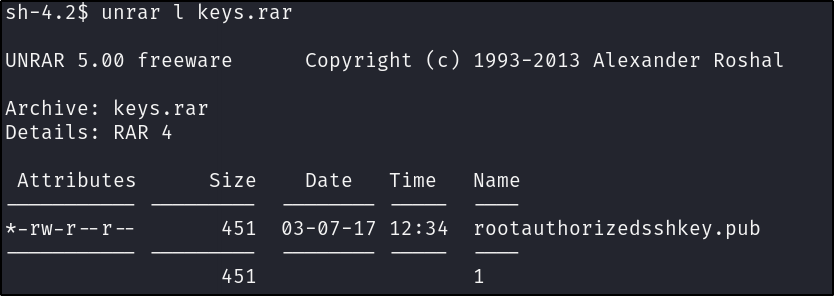 sh-4.2$ unrar l keys.rar
UNRAR 5.00 freeware      Copyright (c) 1993-2013 Alexander Roshal
Archive: keys.rar
Details: RAR 4
 Attributes      Size    Date   Time   Name
----------- ---------  -------- -----  ----
*-rw-r--r--       451  03-07-17 12:34  rootauthorizedsshkey.pub
----------- ---------  -------- -----  ----
                  451                  1